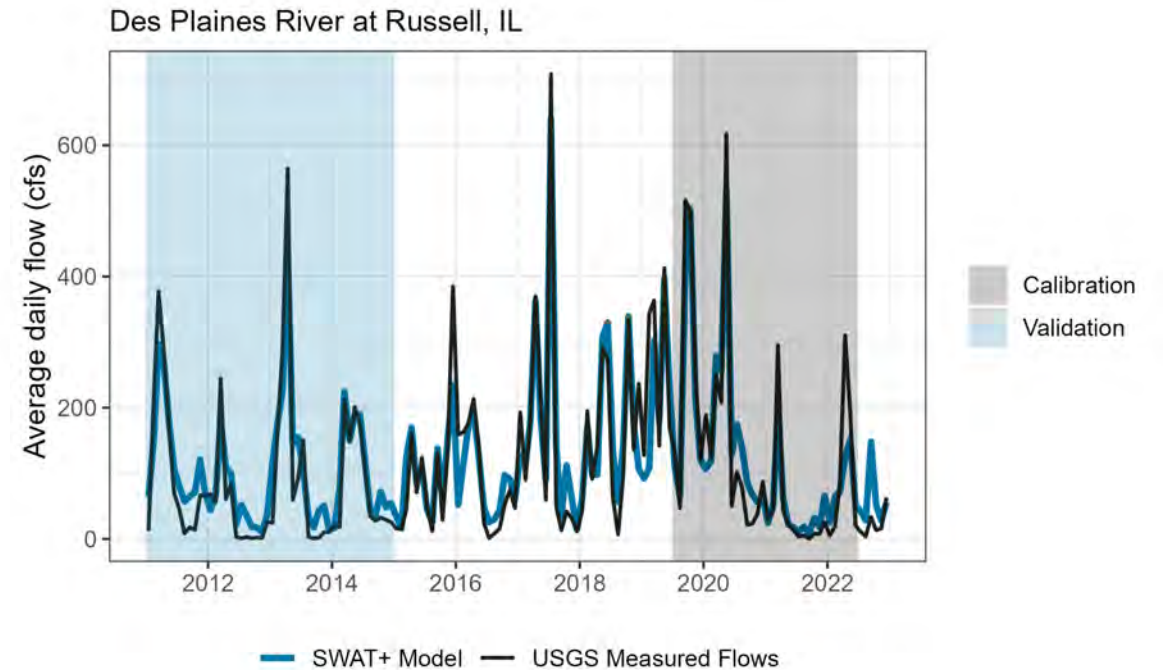 Des Plaines River at Russell, IL
Average daily flow (cfs)
600
400
200
0
2012 2014 2016 2018 2020 2022
Calibration
Validation
SWAT+ Model USGS Measured Flows